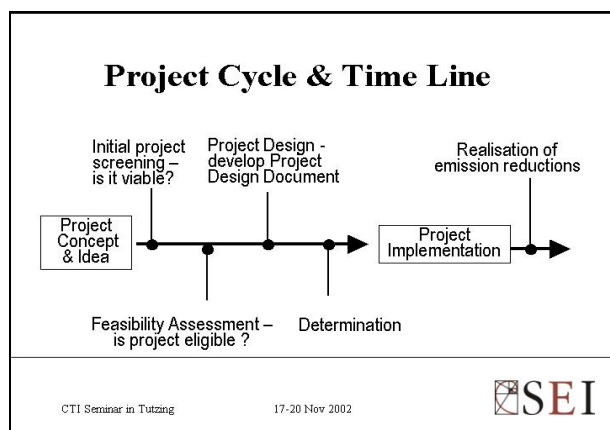 Project Cycle & Time Line
Initial project
screening –
is it viable?
Project Design -
develop Project
Design Document
Realisation of
emission reductions
Project
Concept
& Idea
Project
Implementation
Feasibility Assessment –
is project eligible ?
Determination
CTI Seminar in Tutzing
17-20 Nov 2002
SEI